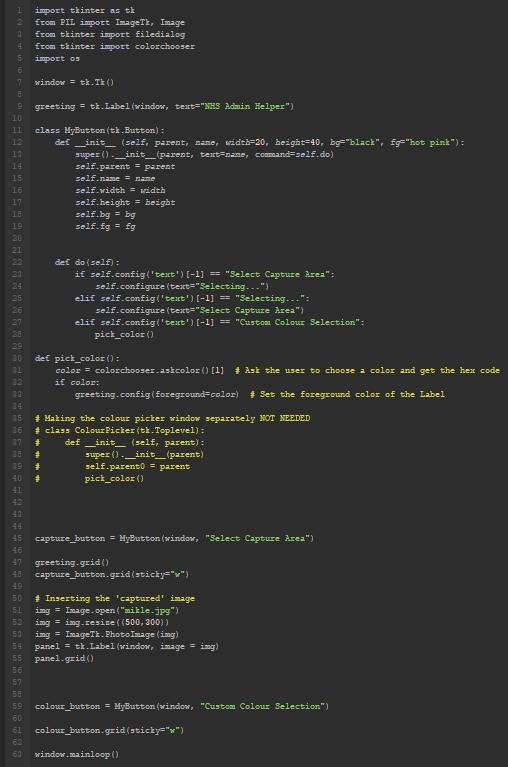 1 import tkinter as tk
2 from PIL import ImageTk, Image
3 from tkinter import filedialog
4 from tkinter import colorchooser
5 import os
6
7 window = tk.Tk()
8
9 greeting = tk.Label(window, text="NHS Admin Helper")
10
11 class MyButton(tk.Button):
12     def __init__ (self, parent, name, width=20, height=40, bg="black", fg="hot pink"):
13         super().__init__(parent, text=name, command=self.do)
14         self.parent = parent
15         self.name = name
16         self.width = width
17         self.height = height
18         self.bg = bg
19         self.fg = fg
20
21
22     def do(self):
23         if self.config('text')[-1] == "Select Capture Area":
24             self.configure(text="Selecting...")
25         elif self.config('text')[-1] == "Selecting...":
26             self.configure(text="Select Capture Area")
27         elif self.config('text')[-1] == "Custom Colour Selection":
28             pick_color()
29
30 def pick_color():
31     color = colorchooser.askcolor()[1]  # Ask the user to choose a color and get the hex code
32     if color:
33         greeting.config(foreground=color)  # Set the foreground color of the Label
34
35 # Making the colour picker window separately NOT NEEDED
36 # class ColourPicker(tk.Toplevel):
37 #     def __init__ (self, parent):
38 #         super().__init__(parent)
39 #         self.parent0 = parent
40 #         pick_color()
41
42
43
44
45 capture_button = MyButton(window, "Select Capture Area")
46
47 greeting.grid()
48 capture_button.grid(sticky="w")
49
50 # Inserting the 'captured' image
51 img = Image.open("mikle.jpg")
52 img = img.resize((500,300))
53 img = ImageTk.PhotoImage(img)
54 panel = tk.Label(window, image = img)
55 panel.grid()
56
57
58
59 colour_button = MyButton(window, "Custom Colour Selection")
60
61 colour_button.grid(sticky="w")
62
63 window.mainloop()